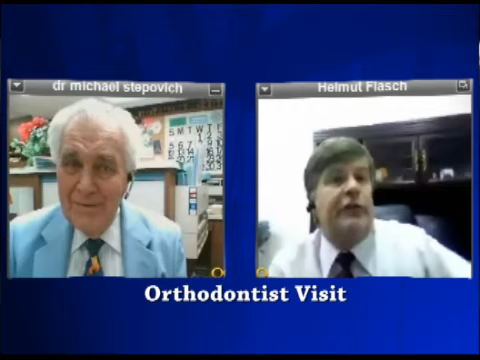 dr michael stepovich
Helmut Flasch
S M T W
Orthodontist Visit